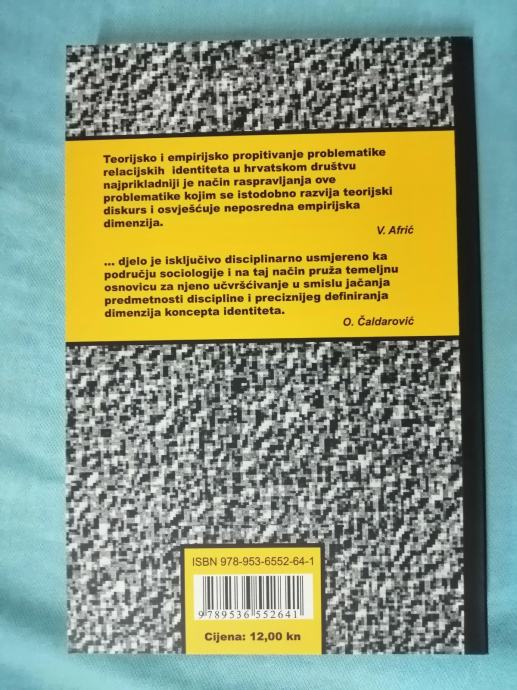 Teorijsko i empirijsko propitivanje problematike
relacijskih identiteta u hrvatskom društvu
najprikladniji je način raspravljanja ove
problematike kojim se istodobno razvija teorijski
diskurs i osvješćuje neposredna empirijska
dimenzija.
V. Afrić
... djelo je isključivo disciplinarno usmjereno ka
području sociologije i na taj način pruža temeljnu
osnovicu za njeno učvršćivanje u smislu jačanja
predmetnosti discipline i preciznijeg definiranja
dimenzija koncepta identiteta.
O. Čaldarović
ISBN 978-953-6552-64-1
9789536552641
Cijena: 12,00 kn